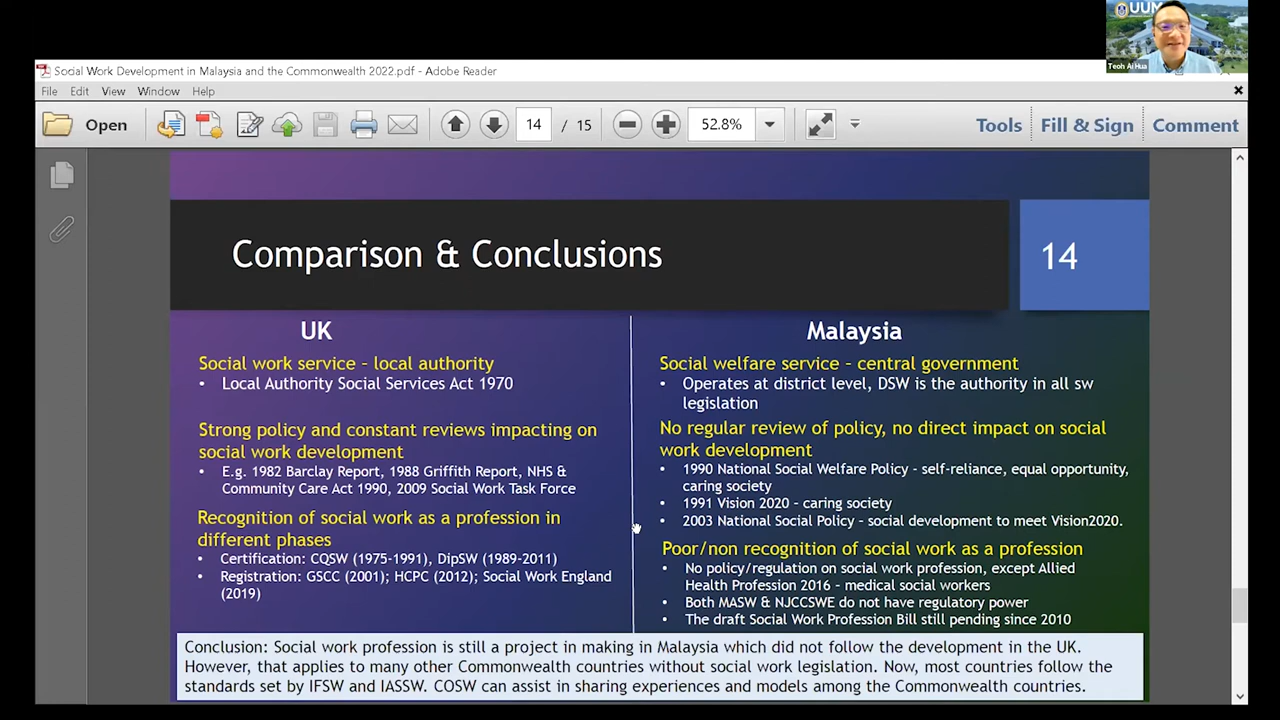 UUM
Teoh Ai Hua
Social Work Development in Malaysia and the Commonwealth 2022.pdf - Adobe Reader
File Edit View Window Help
Open 14 / 15 52.8% Tools Fill & Sign Comment
Comparison & Conclusions
14
UK
Social work service – local authority
• Local Authority Social Services Act 1970
Strong policy and constant reviews impacting on
social work development
• E.g. 1982 Barclay Report, 1988 Griffith Report, NHS &
Community Care Act 1990, 2009 Social Work Task Force
Recognition of social work as a profession in
different phases
• Certification: CQSW (1975-1991), DipSW (1989-2011)
• Registration: GSCC (2001); HCPC (2012); Social Work England
(2019)
Malaysia
Social welfare service – central government
• Operates at district level, DSW is the authority in all sw
legislation
No regular review of policy, no direct impact on social
work development
• 1990 National Social Welfare Policy - self-reliance, equal opportunity,
caring society
• 1991 Vision 2020 – caring society
• 2003 National Social Policy – social development to meet Vision2020.
Poor/non recognition of social work as a profession
• No policy/regulation on social work profession, except Allied
Health Profession 2016 – medical social workers
• Both MASW & NJCCSWE do not have regulatory power
• The draft Social Work Profession Bill still pending since 2010
Conclusion: Social work profession is still a project in making in Malaysia which did not follow the development in the UK.
However, that applies to many other Commonwealth countries without social work legislation. Now, most countries follow the
standards set by IFSW and IASSW. COSW can assist in sharing experiences and models among the Commonwealth countries.